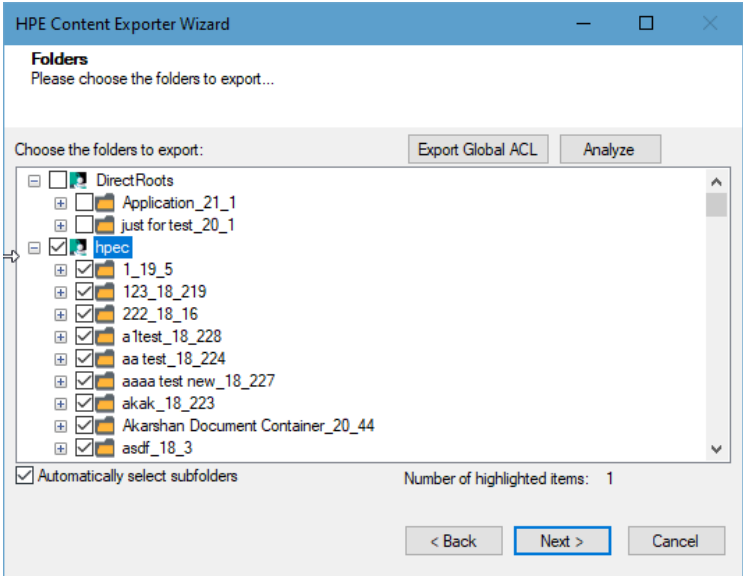 HPE Content Exporter Wizard
Folders
Please choose the folders to export...
Choose the folders to export:
Export Global ACL
Analyze
DirectRoots
Application_21_1
just for test_20_1
hpec
1_19_5
123_18_219
222_18_16
a1test_18_228
aa test_18_224
aaaa test new_18_227
akak_18_223
Akarshan Document Container_20_44
asdf_18_3
Automatically select subfolders
Number of highlighted items: 1
< Back
Next >
Cancel